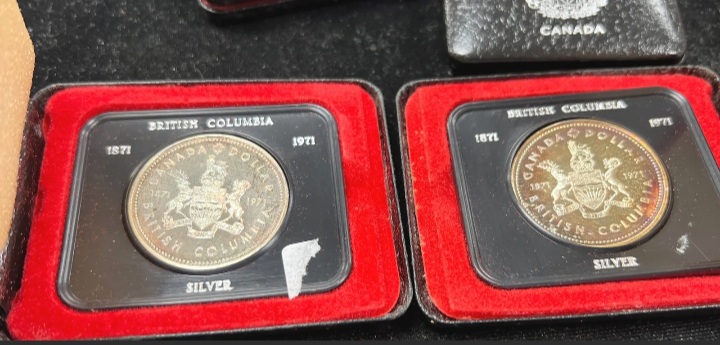 CANADA
BRITISH COLUMBIA
1871 1971
CANADA DOLLAR
1871 1971
BRITISH COLUMBIA
SILVER
BRITISH COLUMBIA
1871 1971
CANADA DOLLAR
1871 1971
BRITISH COLUMBIA
SILVER